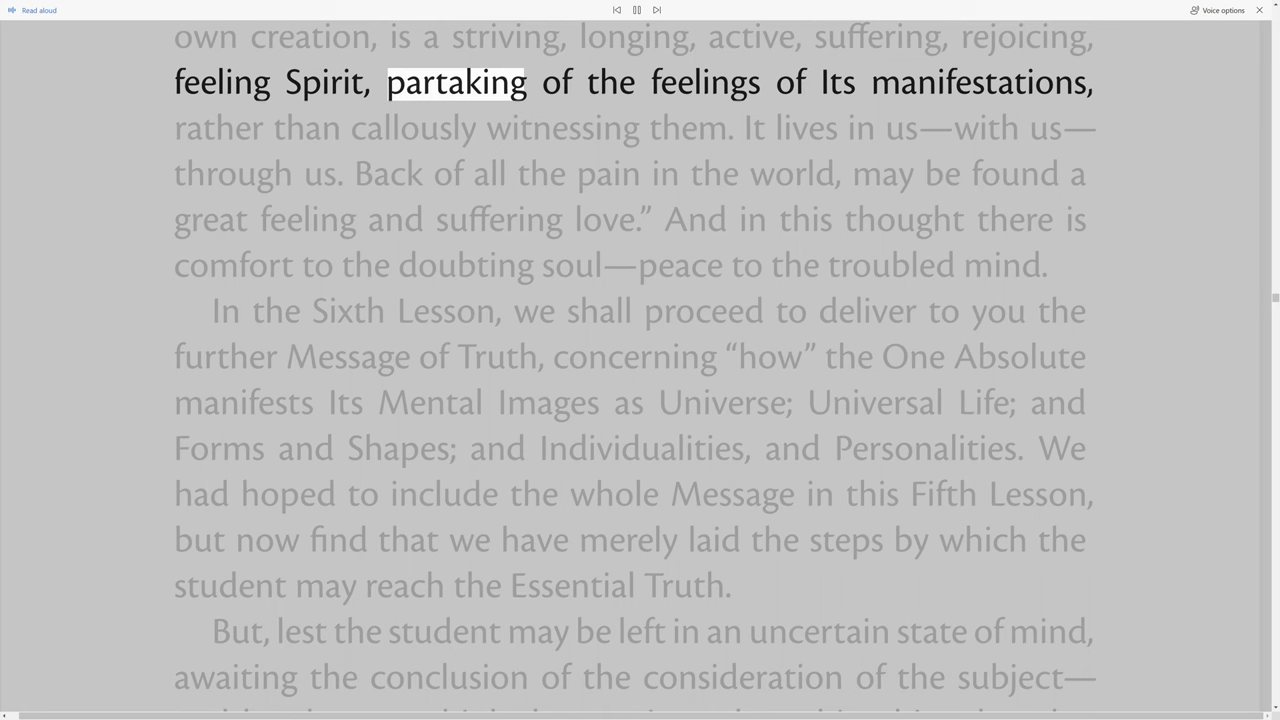 Read aloud
Voice options
own creation, is a striving, longing, active, suffering, rejoicing,
feeling Spirit, partaking of the feelings of Its manifestations,
rather than callously witnessing them. It lives in us—with us—
through us. Back of all the pain in the world, may be found a
great feeling and suffering love.” And in this thought there is
comfort to the doubting soul—peace to the troubled mind.
In the Sixth Lesson, we shall proceed to deliver to you the
further Message of Truth, concerning “how” the One Absolute
manifests Its Mental Images as Universe; Universal Life; and
Forms and Shapes; and Individualities, and Personalities. We
had hoped to include the whole Message in this Fifth Lesson,
but now find that we have merely laid the steps by which the
student may reach the Essential Truth.
But, lest the student may be left in an uncertain state of mind,
awaiting the conclusion of the consideration of the subject—